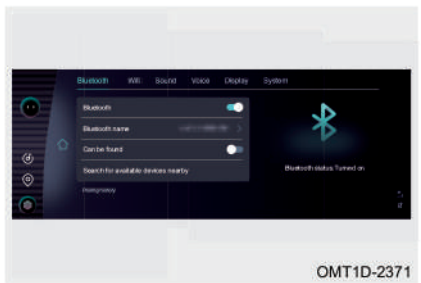 Bluetooth Wifi Sound Voice Display System
Bluetooth
Bluetooth name
Can be found
Search for available devices nearby
Bluetooth status:Turned on
OMT1D-2371